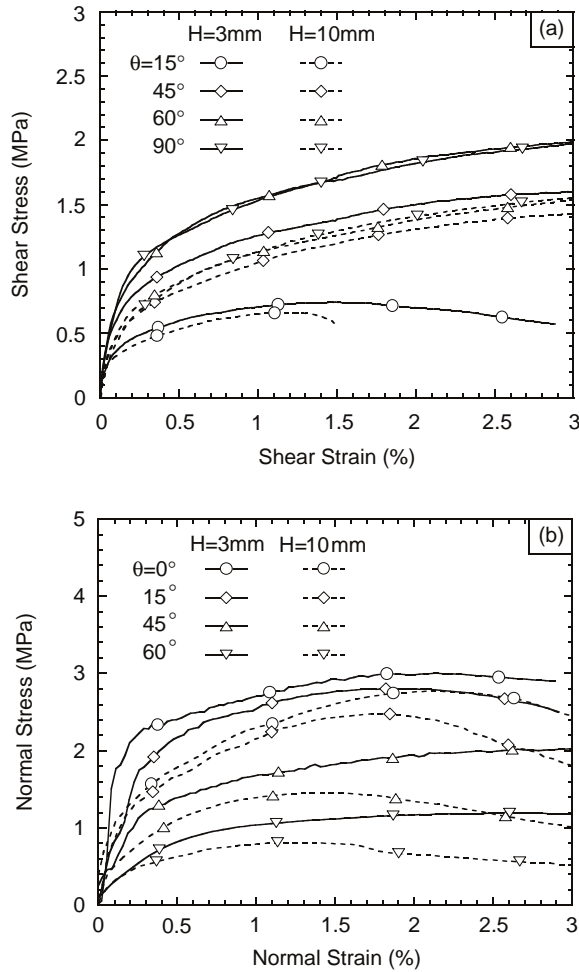 (a)
H=3mm H=10mm
θ=15°
45°
60°
90°
3
2.5
2
1.5
1
0.5
0
Shear Stress (MPa)
0 0.5 1 1.5 2 2.5 3
Shear Strain (%)
(b)
H=3mm H=10mm
θ=0°
15°
45°
60°
5
4
3
2
1
0
Normal Stress (MPa)
0 0.5 1 1.5 2 2.5 3
Normal Strain (%)